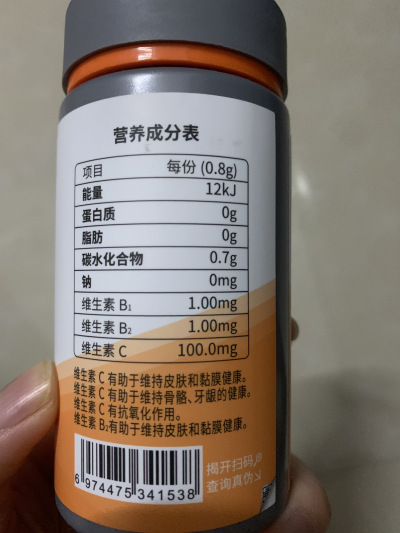 营养成分表
项目 每份 (0.8g)
能量 12kJ
蛋白质 0g
脂肪 0g
碳水化合物 0.7g
钠 0mg
维生素 B₁ 1.00mg
维生素 B₂ 1.00mg
维生素 C 100.0mg
维生素 C 有助于维持皮肤和黏膜健康。
维生素 C 有助于维持骨骼、牙龈的健康。
维生素 C 有抗氧化作用。
维生素 B₂有助于维持皮肤和黏膜健康。
6 974475 341538
揭开扫码
查询真伪